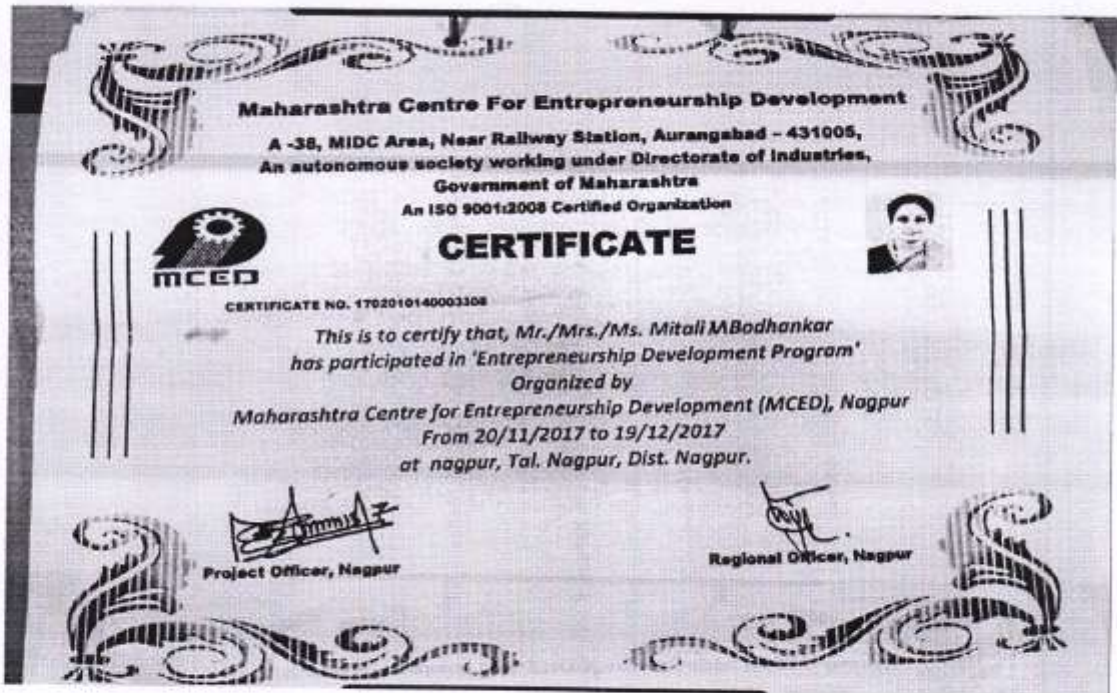 Maharashtra Centre For Entrepreneurship Development
A -38, MIDC Area, Near Railway Station, Aurangabad – 431005,
An autonomous society working under Directorate of Industries,
Government of Maharashtra
An ISO 9001:2008 Certified Organization
MCED
CERTIFICATE
CERTIFICATE NO. 1702010140003308
This is to certify that, Mr./Mrs./Ms. Mitali MBodhankar
has participated in 'Entrepreneurship Development Program'
Organized by
Maharashtra Centre for Entrepreneurship Development (MCED), Nagpur
From 20/11/2017 to 19/12/2017
at nagpur, Tal. Nagpur, Dist. Nagpur.
Project Officer, Nagpur
Regional Officer, Nagpur